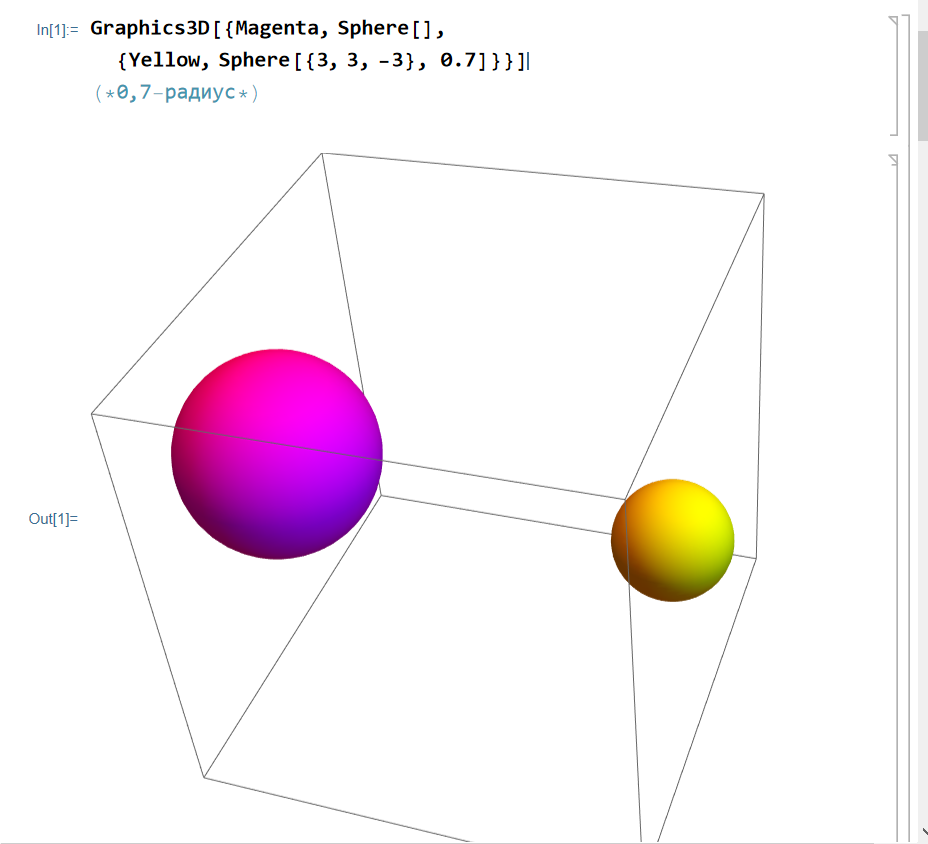 In[1]:= Graphics3D[{Magenta, Sphere[],
{Yellow, Sphere[{3, 3, -3}, 0.7]}}]
(*0,7-радиус*)
Out[1]=